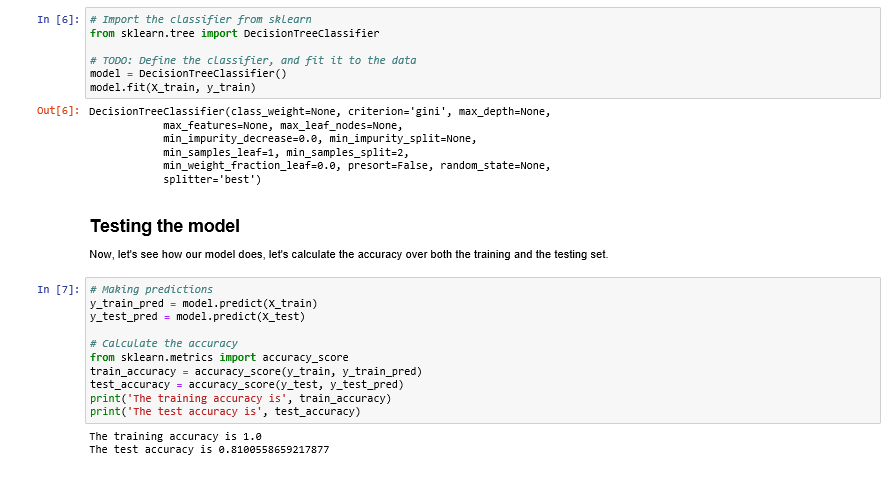 In [6]: # Import the classifier from sklearn
from sklearn.tree import DecisionTreeClassifier
# TODO: Define the classifier, and fit it to the data
model = DecisionTreeClassifier()
model.fit(X_train, y_train)
Out[6]: DecisionTreeClassifier(class_weight=None, criterion='gini', max_depth=None,
max_features=None, max_leaf_nodes=None,
min_impurity_decrease=0.0, min_impurity_split=None,
min_samples_leaf=1, min_samples_split=2,
min_weight_fraction_leaf=0.0, presort=False, random_state=None,
splitter='best')
Testing the model
Now, let's see how our model does, let's calculate the accuracy over both the training and the testing set.
In [7]: # Making predictions
y_train_pred = model.predict(X_train)
y_test_pred = model.predict(X_test)
# Calculate the accuracy
from sklearn.metrics import accuracy_score
train_accuracy = accuracy_score(y_train, y_train_pred)
test_accuracy = accuracy_score(y_test, y_test_pred)
print('The training accuracy is', train_accuracy)
print('The test accuracy is', test_accuracy)
The training accuracy is 1.0
The test accuracy is 0.8100558659217877